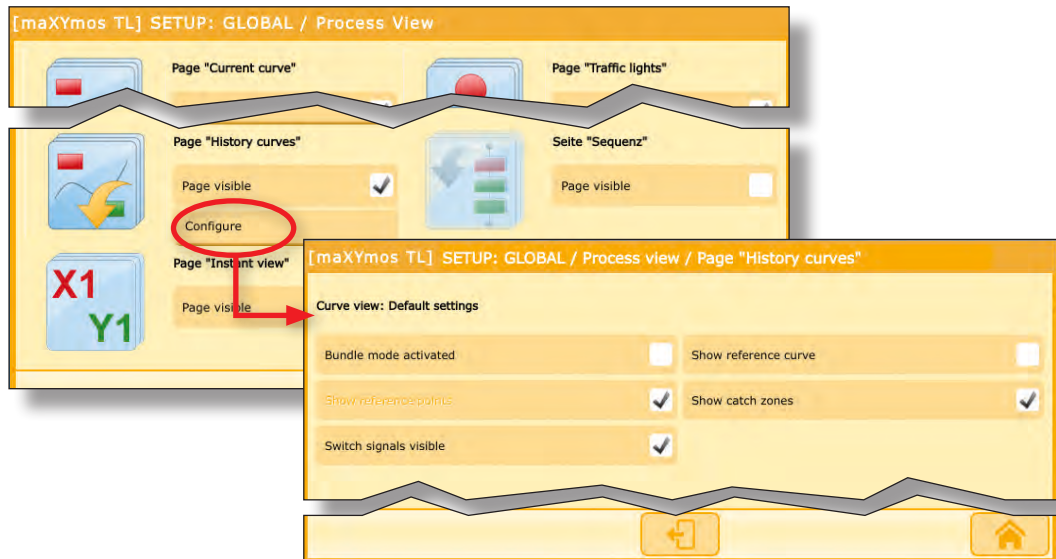 [maXYmos TL] SETUP: GLOBAL / Process View
Page "Current curve"
Page "Traffic lights"
Page "History curves"
Page visible
Configure
Seite "Sequenz"
Page visible
Page "Instant view"
Page visible
X1
Y1
[maXYmos TL] SETUP: GLOBAL / Process view / Page "History curves"
Curve view: Default settings
Bundle mode activated
Show reference curve
Show reference points
Show catch zones
Switch signals visible